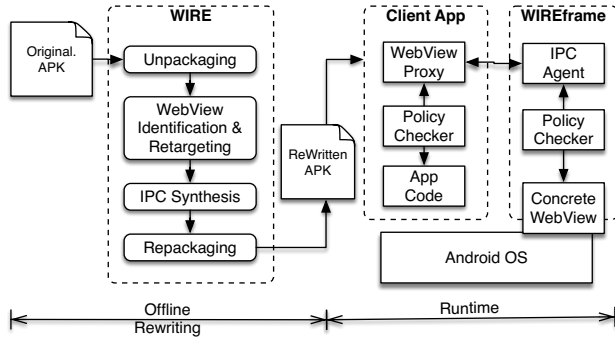 WIRE
Client App
WIREframe
Original.
APK
Unpackaging
WebView
Identification &
Retargeting
IPC Synthesis
Repackaging
ReWritten
APK
WebView
Proxy
Policy
Checker
App
Code
IPC
Agent
Policy
Checker
Concrete
WebView
Android OS
Offline
Rewriting
Runtime